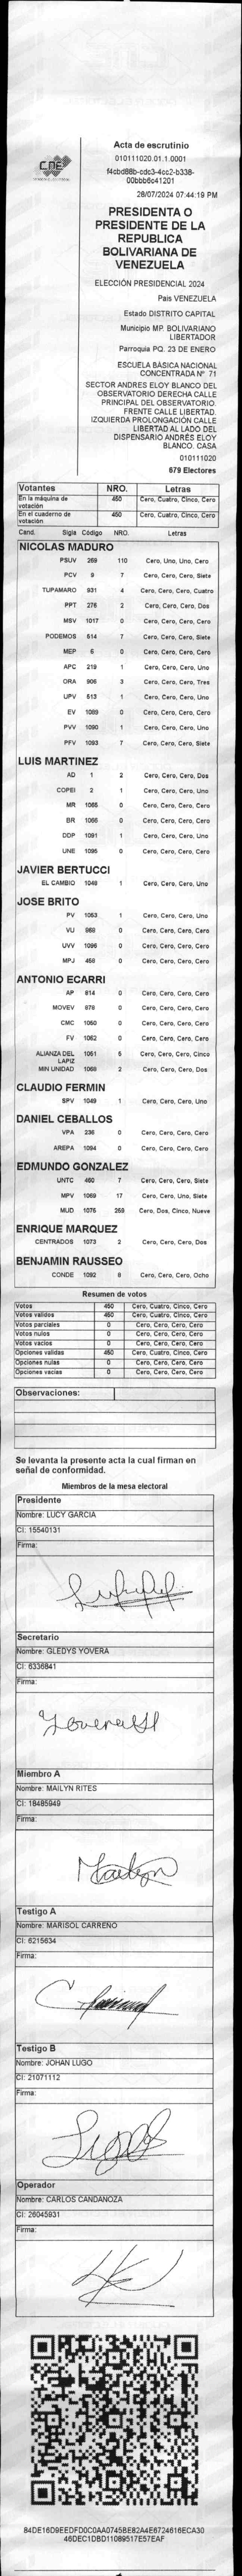 CNE
Acta de escrutinio
010111020.01.1.0001
f4cbd88b-cdc3-4cc2-b338-
00bbb6c41201
28/07/2024 07:44:19 PM
PRESIDENTA O
PRESIDENTE DE LA
REPUBLICA
BOLIVARIANA DE
VENEZUELA
ELECCIÓN PRESIDENCIAL 2024
Pais VENEZUELA
Estado DISTRITO CAPITAL
Municipio MP. BOLIVARIANO
LIBERTADOR
Parroquia PQ. 23 DE ENERO
ESCUELA BÁSICA NACIONAL
CONCENTRADA Nº 71
SECTOR ANDRES ELOY BLANCO DEL
OBSERVATORIO DERECHA CALLE
PRINCIPAL DEL OBSERVATORIO.
FRENTE CALLE LIBERTAD.
IZQUIERDA PROLONGACIÓN CALLE
LIBERTAD AL LADO DEL
DISPENSARIO ANDRÉS ELOY
BLANCO. CASA
010111020
679 Electores
Votantes NRO. Letras
En la máquina de votación 450 Cero, Cuatro, Cinco, Cero
En el cuaderno de votación 450 Cero, Cuatro, Cinco, Cero
Cand. Sigla Código NRO. Letras
NICOLAS MADURO
PSUV 269 110 Cero, Uno, Uno, Cero
PCV 9 7 Cero, Cero, Cero, Siete
TUPAMARO 931 4 Cero, Cero, Cero, Cuatro
PPT 276 2 Cero, Cero, Cero, Dos
MSV 1017 0 Cero, Cero, Cero, Cero
PODEMOS 514 7 Cero, Cero, Cero, Siete
MEP 6 0 Cero, Cero, Cero, Cero
APC 219 1 Cero, Cero, Cero, Uno
ORA 906 3 Cero, Cero, Cero, Tres
UPV 513 1 Cero, Cero, Cero, Uno
EV 1089 0 Cero, Cero, Cero, Cero
PVV 1090 1 Cero, Cero, Cero, Uno
PFV 1093 7 Cero, Cero, Cero, Siete
LUIS MARTINEZ
AD 1 2 Cero, Cero, Cero, Dos
COPEI 2 1 Cero, Cero, Cero, Uno
MR 1065 0 Cero, Cero, Cero, Cero
BR 1066 0 Cero, Cero, Cero, Cero
DDP 1091 1 Cero, Cero, Cero, Uno
UNE 1095 0 Cero, Cero, Cero, Cero
JAVIER BERTUCCI
EL CAMBIO 1048 1 Cero, Cero, Cero, Uno
JOSE BRITO
PV 1053 1 Cero, Cero, Cero, Uno
VU 968 0 Cero, Cero, Cero, Cero
UVV 1096 0 Cero, Cero, Cero, Cero
MPJ 458 0 Cero, Cero, Cero, Cero
ANTONIO ECARRI
AP 814 0 Cero, Cero, Cero, Cero
MOVEV 878 0 Cero, Cero, Cero, Cero
CMC 1050 0 Cero, Cero, Cero, Cero
FV 1062 0 Cero, Cero, Cero, Cero
ALIANZA DEL LAPIZ 1051 5 Cero, Cero, Cero, Cinco
MIN UNIDAD 1068 2 Cero, Cero, Cero, Dos
CLAUDIO FERMIN
SPV 1049 1 Cero, Cero, Cero, Uno
DANIEL CEBALLOS
VPA 236 0 Cero, Cero, Cero, Cero
AREPA 1094 0 Cero, Cero, Cero, Cero
EDMUNDO GONZALEZ
UNTC 460 7 Cero, Cero, Cero, Siete
MPV 1069 17 Cero, Cero, Uno, Siete
MUD 1075 259 Cero, Dos, Cinco, Nueve
ENRIQUE MARQUEZ
CENTRADOS 1073 2 Cero, Cero, Cero, Dos
BENJAMIN RAUSSEO
CONDE 1092 8 Cero, Cero, Cero, Ocho
Resumen de votos
Votos 450 Cero, Cuatro, Cinco, Cero
Votos validos 450 Cero, Cuatro, Cinco, Cero
Votos parciales 0 Cero, Cero, Cero, Cero
Votos nulos 0 Cero, Cero, Cero, Cero
Votos vacios 0 Cero, Cero, Cero, Cero
Opciones validas 450 Cero, Cuatro, Cinco, Cero
Opciones nulas 0 Cero, Cero, Cero, Cero
Opciones vacias 0 Cero, Cero, Cero, Cero
Observaciones:
Se levanta la presente acta la cual firman en
señal de conformidad.
Miembros de la mesa electoral
Presidente
Nombre: LUCY GARCIA
CI: 15540131
Firma:
Secretario
Nombre: GLEDYS YOVERA
CI: 6336841
Firma:
Miembro A
Nombre: MAILYN RITES
CI: 18485949
Firma:
Mailyn
Testigo A
Nombre: MARISOL CARREÑO
CI: 6215634
Firma:
Testigo B
Nombre: JOHAN LUGO
CI: 21071112
Firma:
Operador
Nombre: CARLOS CANDANOZA
CI: 26045931
Firma:
84DE16D9EEDFD0C0AA0745BE82A4E6724616ECA30
46DEC1DBD11089517E57EAF